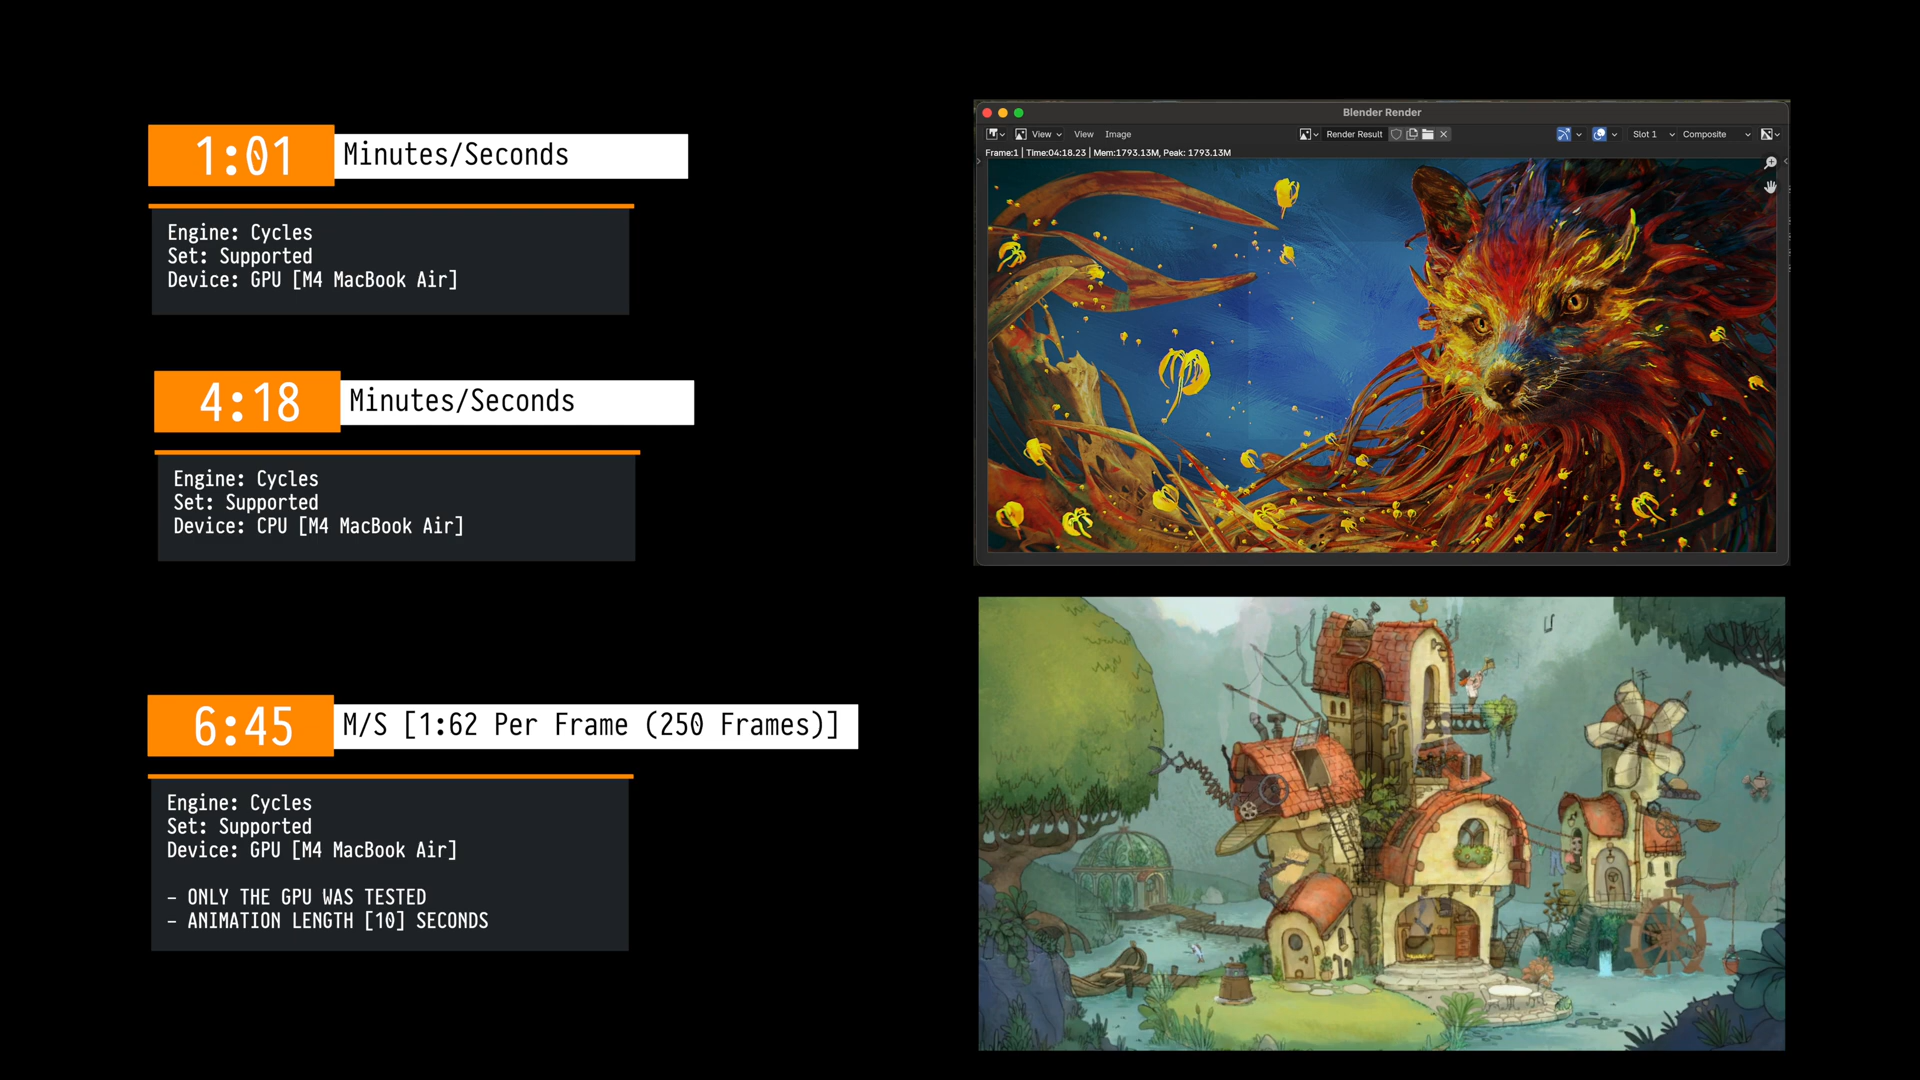 1:01 Minutes/Seconds
Engine: Cycles
Set: Supported
Device: GPU [M4 MacBook Air]
4:18 Minutes/Seconds
Engine: Cycles
Set: Supported
Device: CPU [M4 MacBook Air]
6:45 M/S [1:62 Per Frame (250 Frames)]
Engine: Cycles
Set: Supported
Device: GPU [M4 MacBook Air]
- ONLY THE GPU WAS TESTED
- ANIMATION LENGTH [10] SECONDS
Blender Render
View View Image Render Result Slot 1 Composite
Frame:1 | Time:04:18.23 | Mem:1793.13M, Peak: 1793.13M